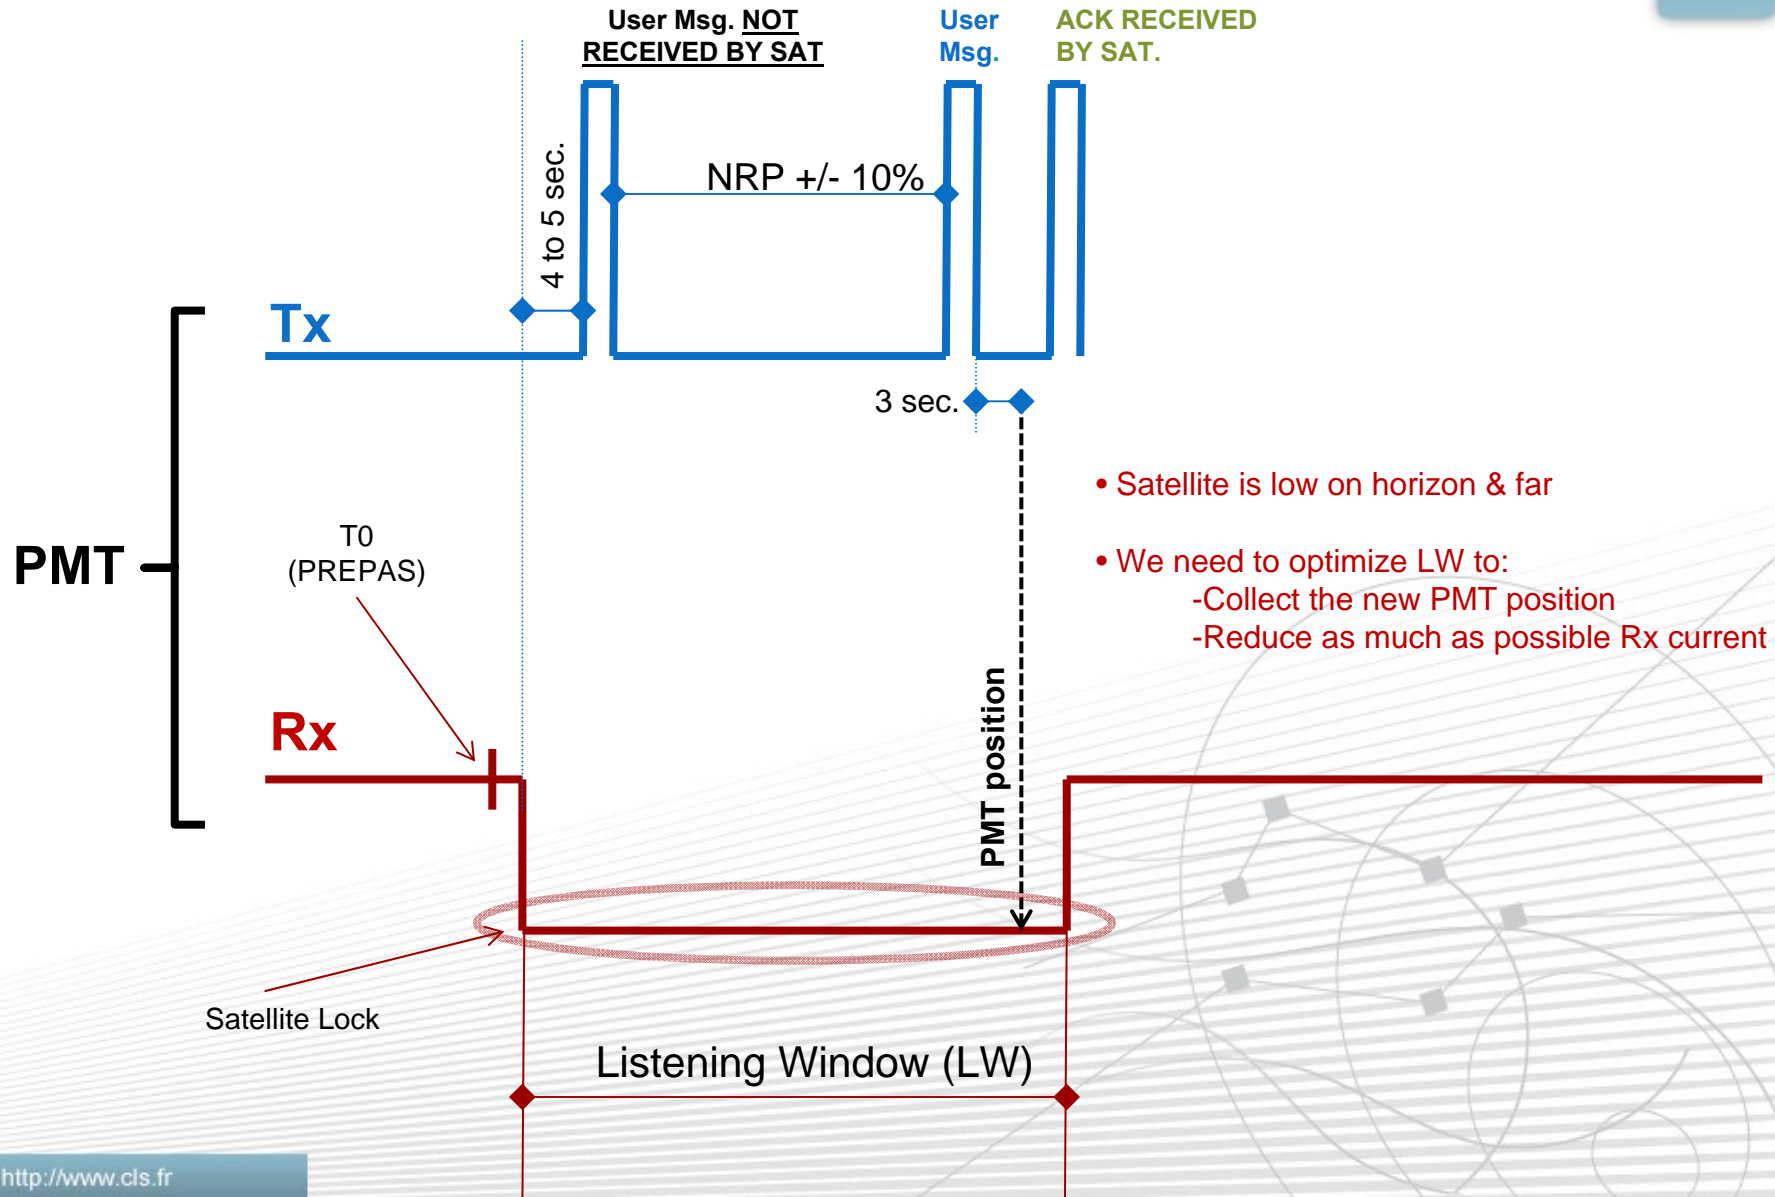 User Msg. NOT
RECEIVED BY SAT
User
Msg.
ACK RECEIVED
BY SAT.
4 to 5 sec.
NRP +/- 10%
Tx
3 sec.
• Satellite is low on horizon & far
T0
(PREPAS)
PMT
• We need to optimize LW to:
-Collect the new PMT position
-Reduce as much as possible Rx current
PMT position
Rx
Satellite Lock
Listening Window (LW)
http://www.cls.fr